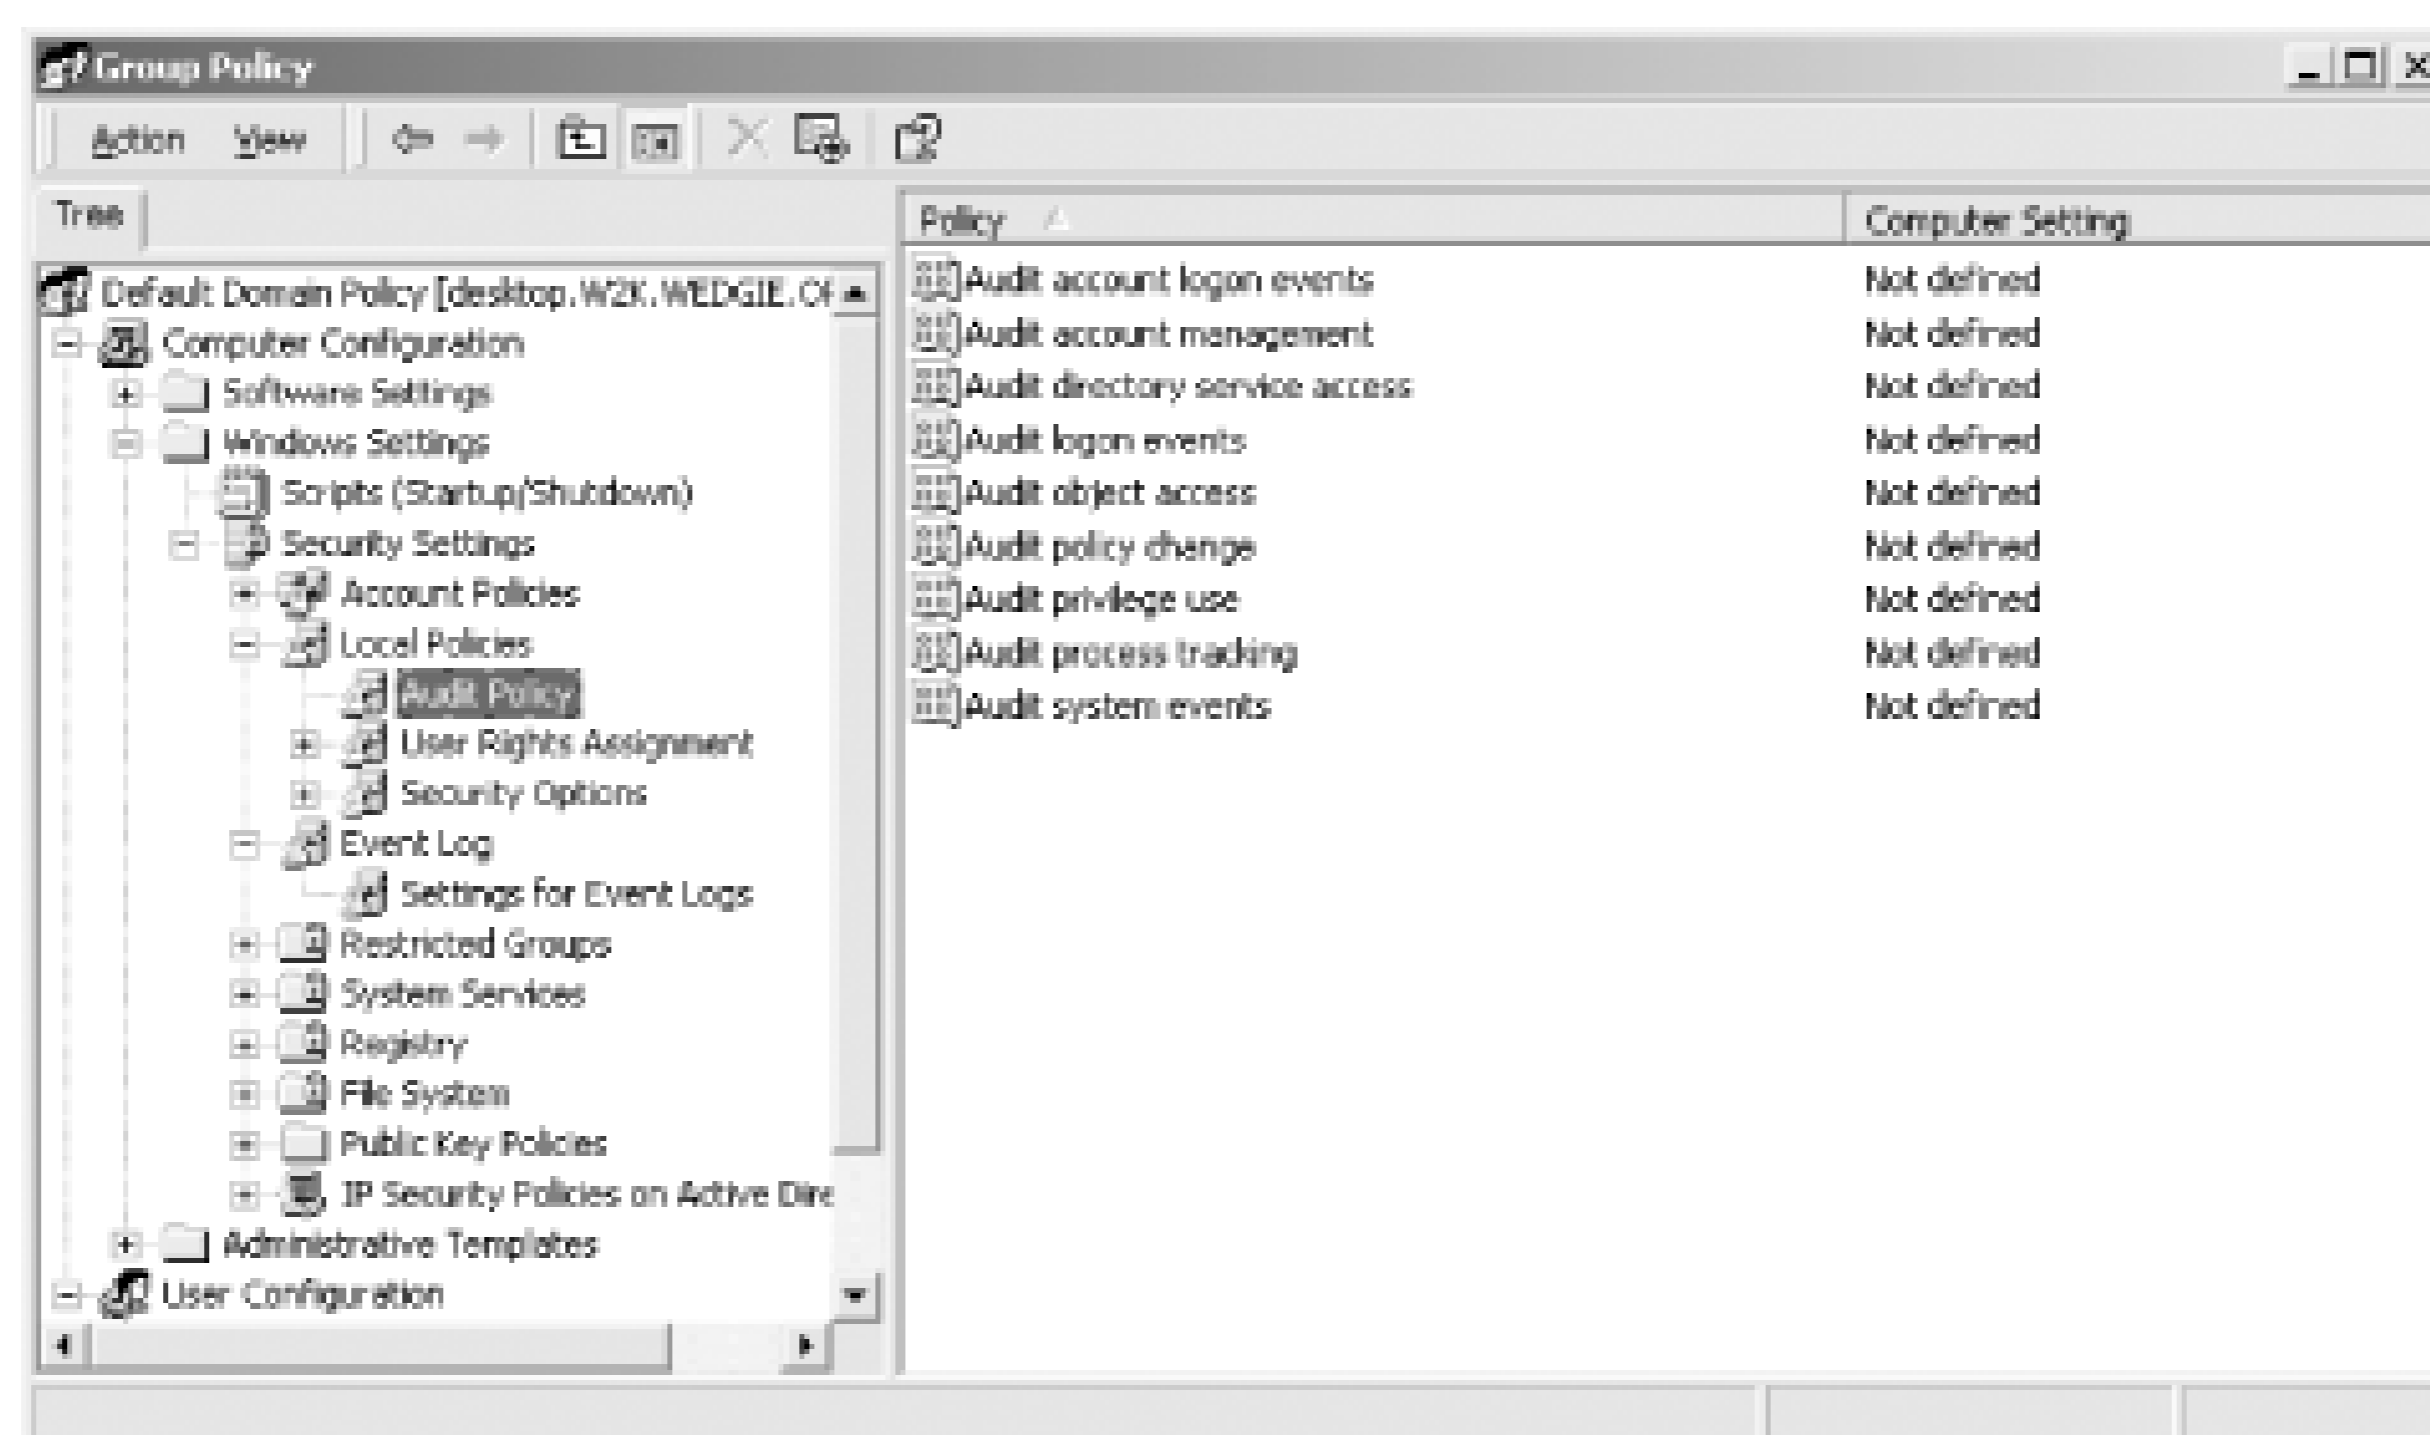 Group Policy
Action View
Tree
Policy Computer Setting
Default Domain Policy [desktop.W2K.WEDGIE.OR
Computer Configuration
Software Settings
Windows Settings
Scripts (Startup/Shutdown)
Security Settings
Account Policies
Local Policies
Audit Policy
User Rights Assignment
Security Options
Event Log
Settings for Event Logs
Restricted Groups
System Services
Registry
File System
Public Key Policies
IP Security Policies on Active Dire
Administrative Templates
User Configuration
Audit account logon events Not defined
Audit account management Not defined
Audit directory service access Not defined
Audit logon events Not defined
Audit object access Not defined
Audit policy change Not defined
Audit privilege use Not defined
Audit process tracking Not defined
Audit system events Not defined